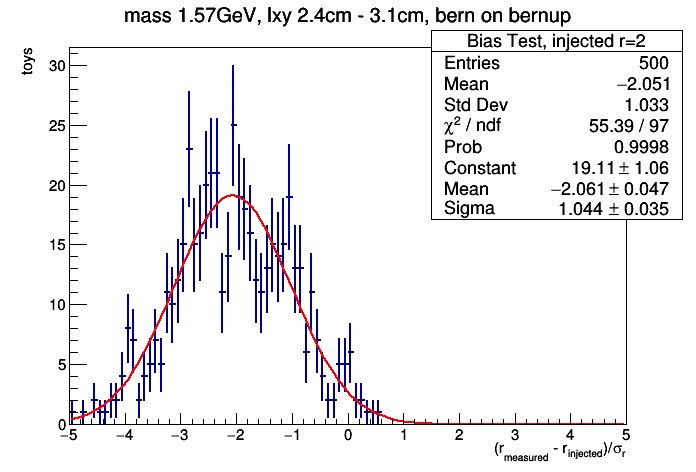 mass 1.57GeV, lxy 2.4cm - 3.1cm, bern on bernup
Bias Test, injected r=2
Entries 500
Mean −2.051
Std Dev 1.033
χ² / ndf 55.39 / 97
Prob 0.9998
Constant 19.11 ± 1.06
Mean −2.061 ± 0.047
Sigma 1.044 ± 0.035
toys
30
25
20
15
10
5
0
−5 −4 −3 −2 −1 0 1 2 3 4 5
(r_measured - r_injected)/σ_r